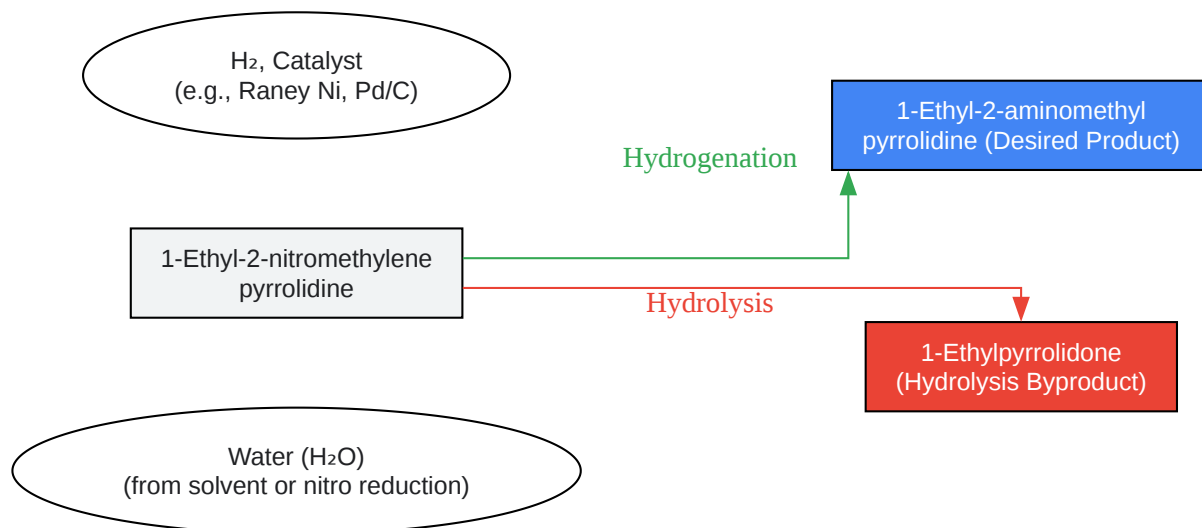 H₂, Catalyst
(e.g., Raney Ni, Pd/C)
1-Ethyl-2-aminomethyl
pyrrolidine (Desired Product)
Hydrogenation
1-Ethyl-2-nitromethylene
pyrrolidine
Hydrolysis
1-Ethylpyrrolidone
(Hydrolysis Byproduct)
Water (H₂O)
(from solvent or nitro reduction)